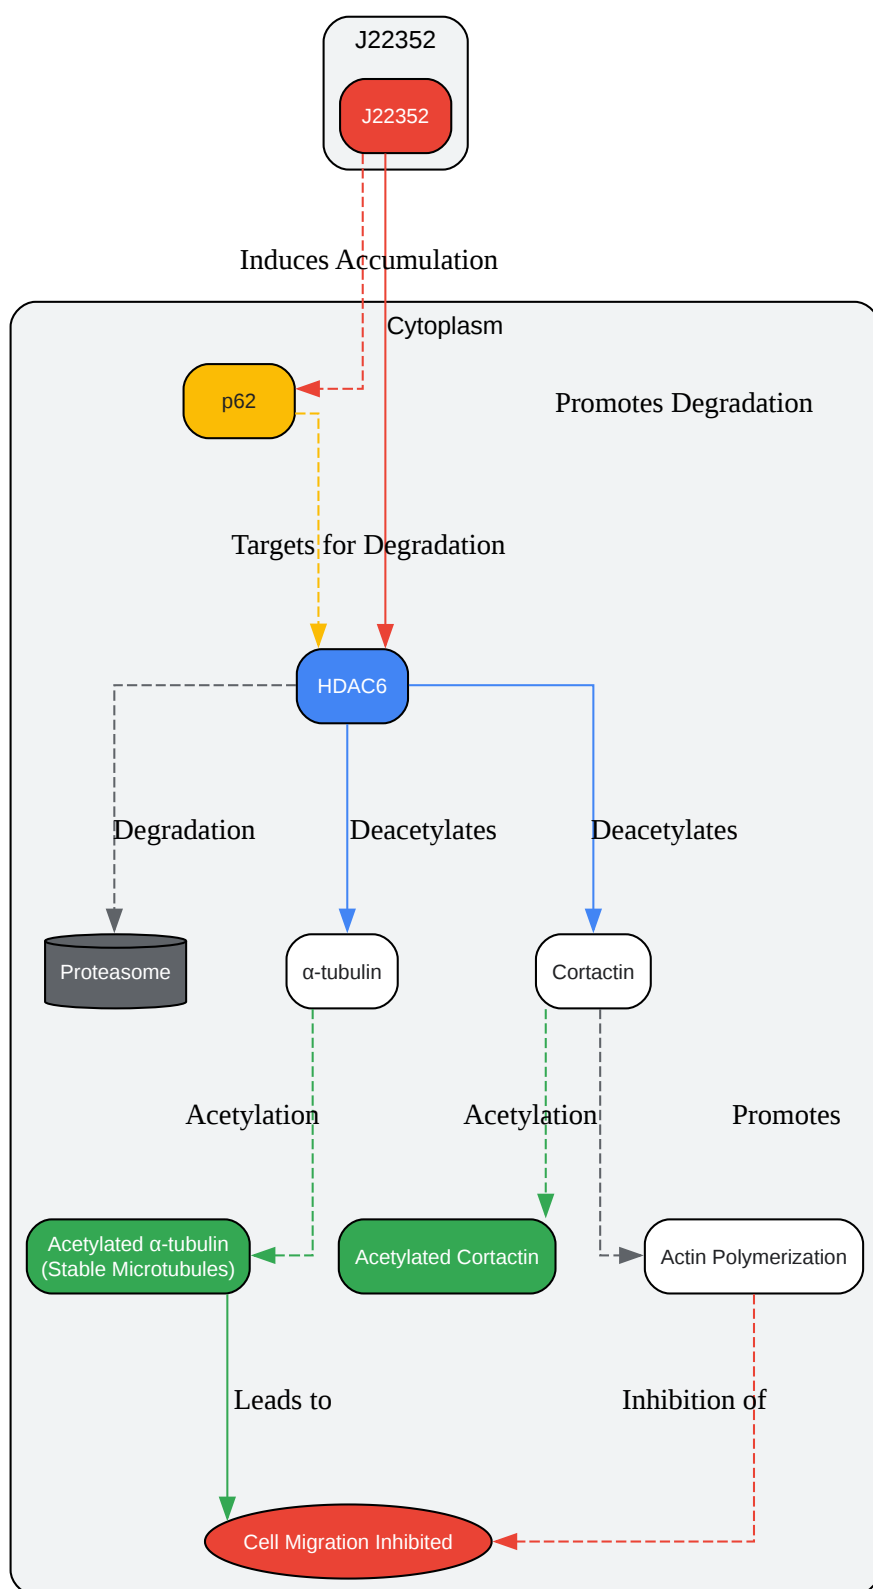 J22352
J22352
Induces Accumulation
Cytoplasm
p62
Promotes Degradation
Targets for Degradation
HDAC6
Degradation
Deacetylates
Deacetylates
Proteasome
α-tubulin
Cortactin
Acetylation
Acetylation
Promotes
Acetylated α-tubulin
(Stable Microtubules)
Acetylated Cortactin
Actin Polymerization
Leads to
Inhibition of
Cell Migration Inhibited